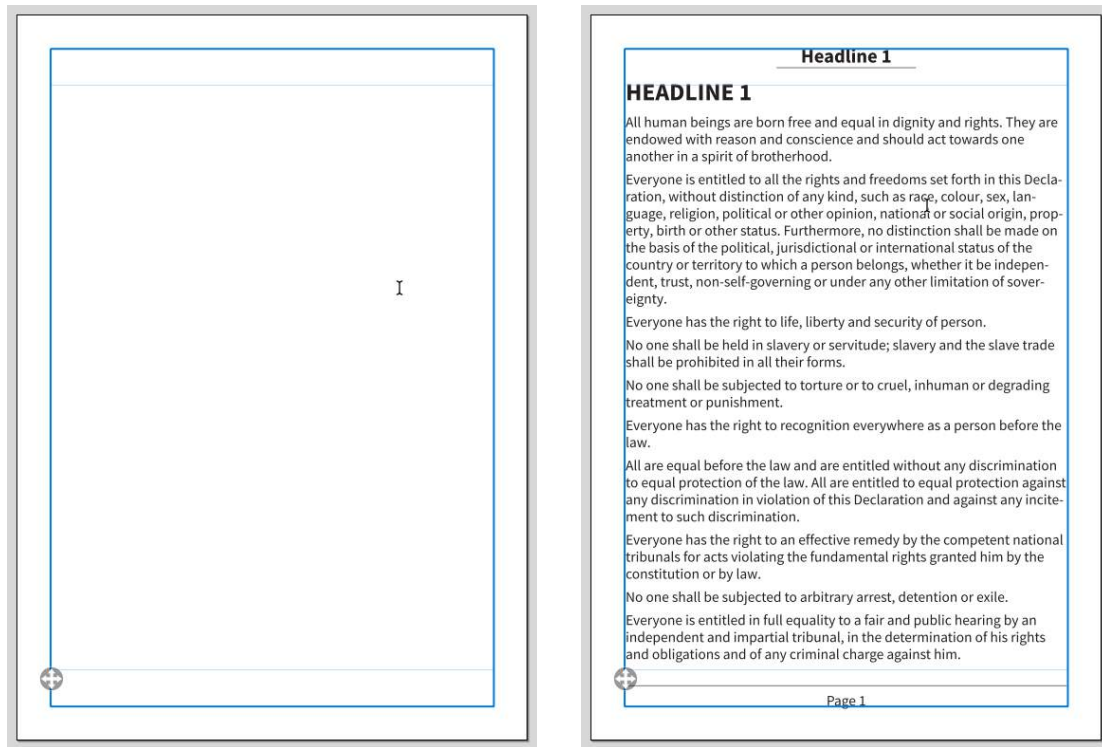 Headline 1
HEADLINE 1
All human beings are born free and equal in dignity and rights. They are
endowed with reason and conscience and should act towards one
another in a spirit of brotherhood.
Everyone is entitled to all the rights and freedoms set forth in this Decla-
ration, without distinction of any kind, such as race, colour, sex, lan-
guage, religion, political or other opinion, national or social origin, prop-
erty, birth or other status. Furthermore, no distinction shall be made on
the basis of the political, jurisdictional or international status of the
country or territory to which a person belongs, whether it be indepen-
dent, trust, non-self-governing or under any other limitation of sover-
eignty.
Everyone has the right to life, liberty and security of person.
No one shall be held in slavery or servitude; slavery and the slave trade
shall be prohibited in all their forms.
No one shall be subjected to torture or to cruel, inhuman or degrading
treatment or punishment.
Everyone has the right to recognition everywhere as a person before the
law.
All are equal before the law and are entitled without any discrimination
to equal protection of the law. All are entitled to equal protection against
any discrimination in violation of this Declaration and against any incite-
ment to such discrimination.
Everyone has the right to an effective remedy by the competent national
tribunals for acts violating the fundamental rights granted him by the
constitution or by law.
No one shall be subjected to arbitrary arrest, detention or exile.
Everyone is entitled in full equality to a fair and public hearing by an
independent and impartial tribunal, in the determination of his rights
and obligations and of any criminal charge against him.
Page 1